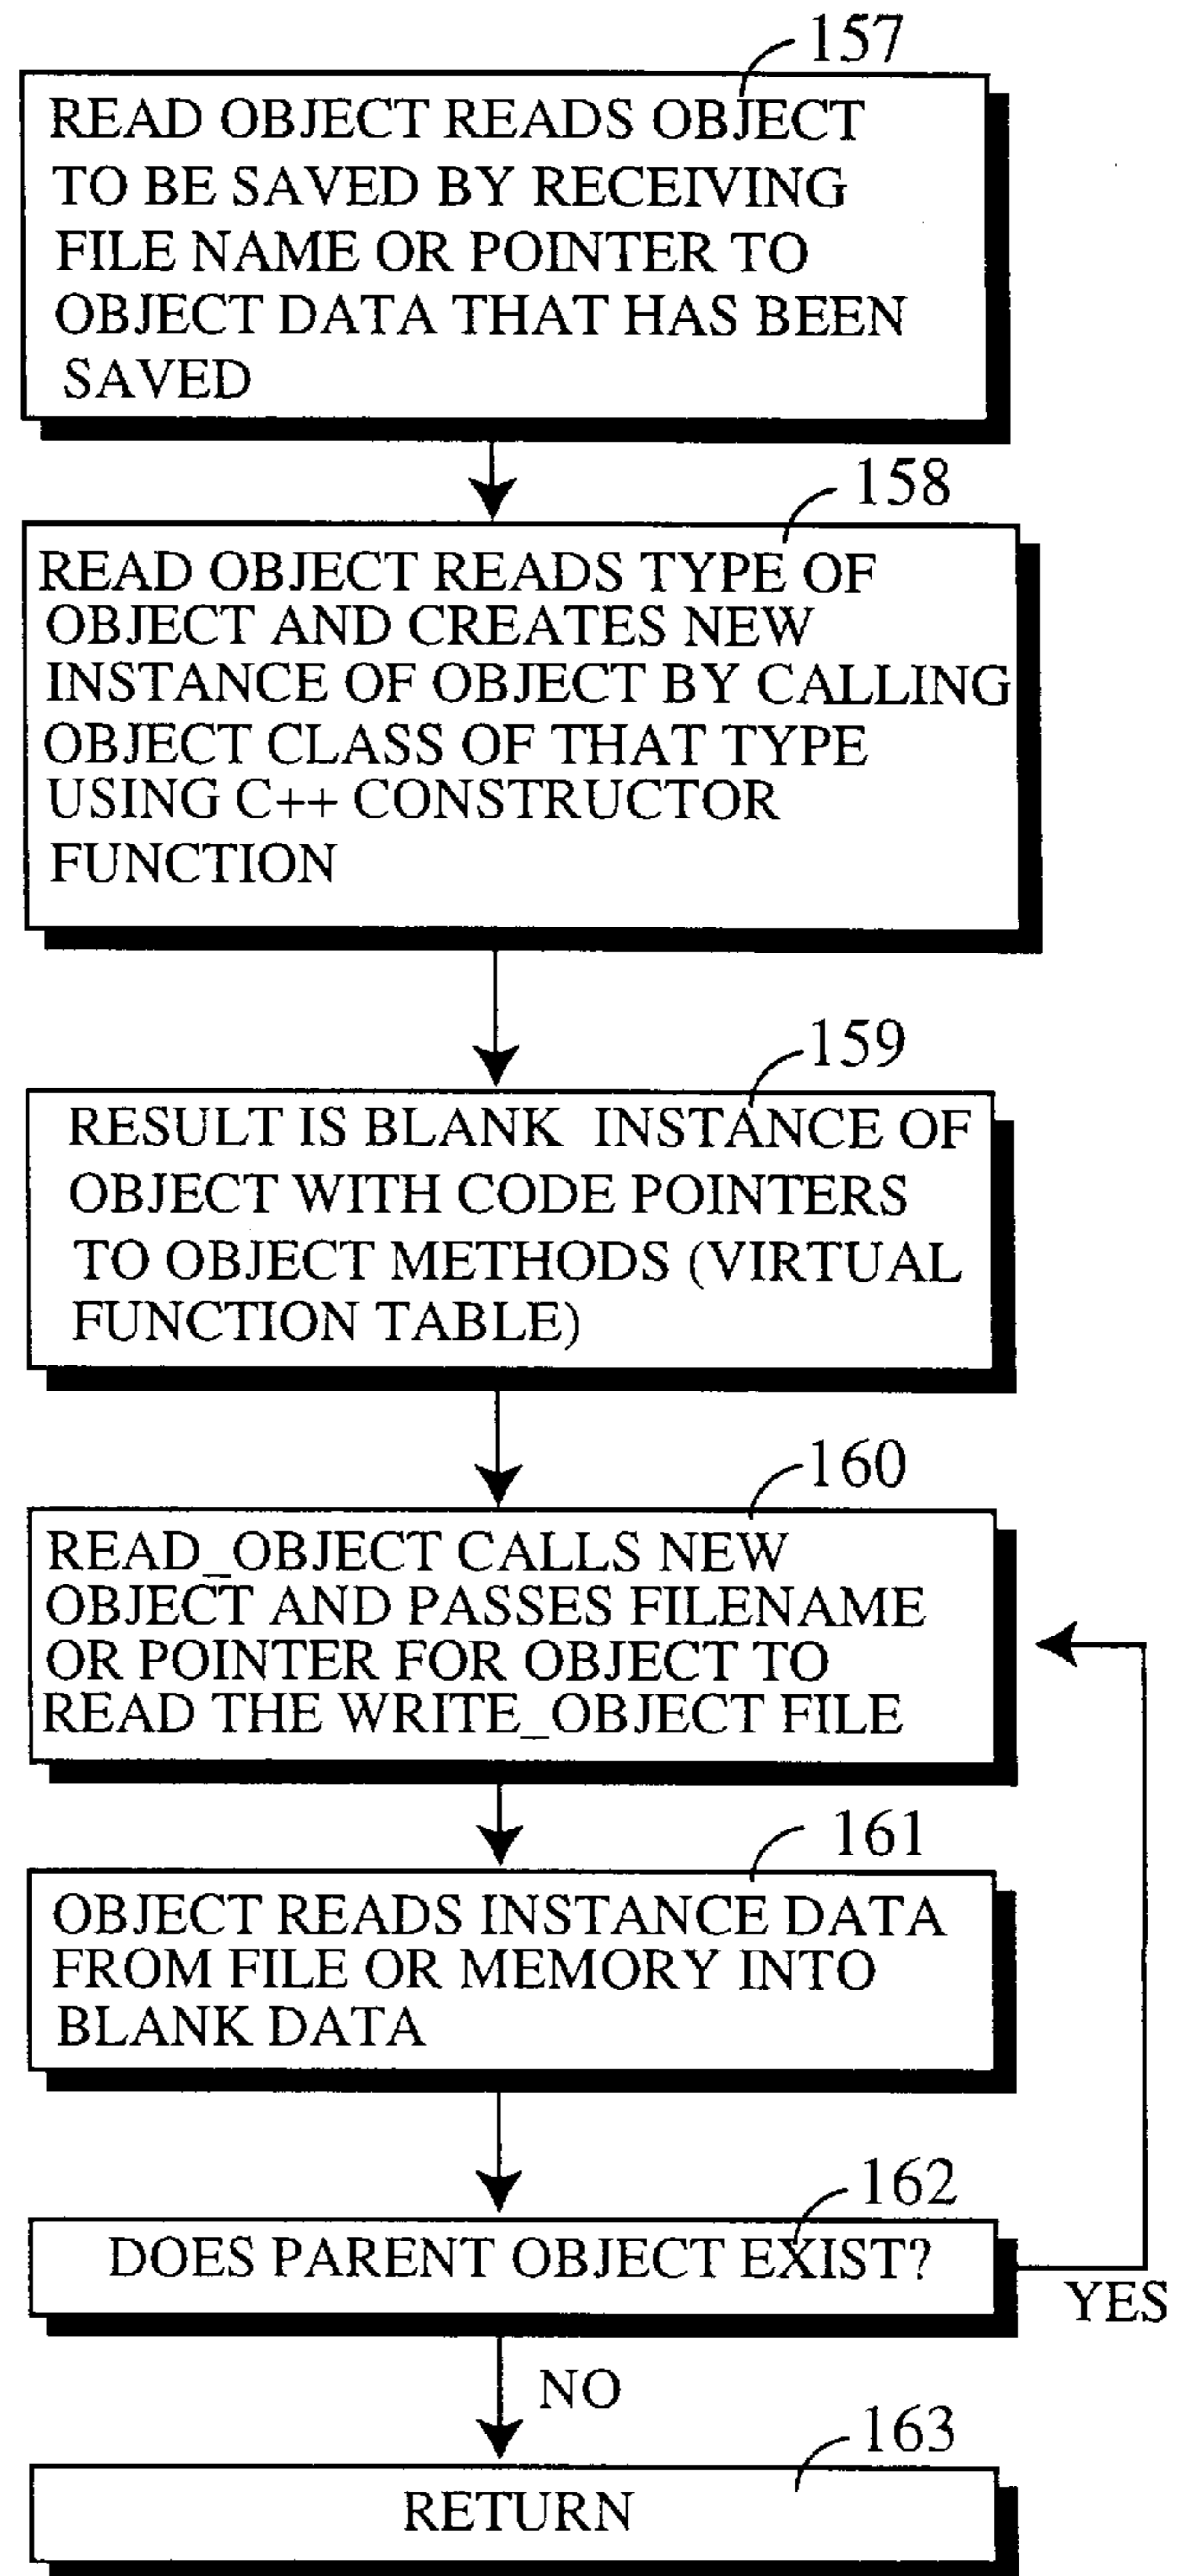 157
READ OBJECT READS OBJECT
TO BE SAVED BY RECEIVING
FILE NAME OR POINTER TO
OBJECT DATA THAT HAS BEEN
SAVED
158
READ OBJECT READS TYPE OF
OBJECT AND CREATES NEW
INSTANCE OF OBJECT BY CALLING
OBJECT CLASS OF THAT TYPE
USING C++ CONSTRUCTOR
FUNCTION
159
RESULT IS BLANK INSTANCE OF
OBJECT WITH CODE POINTERS
TO OBJECT METHODS (VIRTUAL
FUNCTION TABLE)
160
READ_OBJECT CALLS NEW
OBJECT AND PASSES FILENAME
OR POINTER FOR OBJECT TO
READ THE WRITE_OBJECT FILE
161
OBJECT READS INSTANCE DATA
FROM FILE OR MEMORY INTO
BLANK DATA
162
DOES PARENT OBJECT EXIST?
YES
NO
163
RETURN